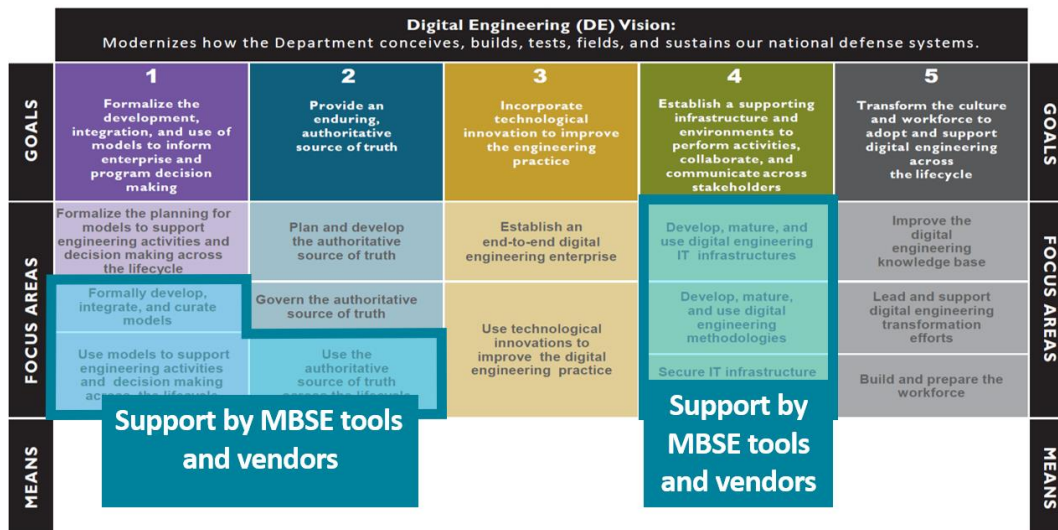 Digital Engineering (DE) Vision:
Modernizes how the Department conceives, builds, tests, fields, and sustains our national defense systems.
GOALS
1
Formalize the
development,
integration, and use of
models to inform
enterprise and
program decision
making
2
Provide an
enduring,
authoritative
source of truth
3
Incorporate
technological
innovation to improve
the engineering
practice
4
Establish a supporting
infrastructure and
environments to
perform activities,
collaborate, and
communicate across
stakeholders
5
Transform the culture
and workforce to
adopt and support
digital engineering
across
the lifecycle
GOALS
FOCUS AREAS
Formalize the planning for
models to support
engineering activities and
decision making across
the lifecycle
Plan and develop
the authoritative
source of truth
Establish an
end-to-end digital
engineering enterprise
Develop, mature, and
use digital engineering
IT infrastructures
Improve the
digital
engineering
knowledge base
FOCUS AREAS
Formally develop,
integrate, and curate
models
Govern the authoritative
source of truth
Use technological
innovations to
improve the digital
engineering practice
Develop, mature,
and use digital
engineering
methodologies
Lead and support
digital engineering
transformation
efforts
Use models to support
engineering activities
and decision making
across the lifecycle
Use the
authoritative
source of truth
across the lifecycle
Secure IT infrastructure
Build and prepare the
workforce
MEANS
Support by MBSE tools
and vendors
Support by
MBSE tools
and vendors
MEANS